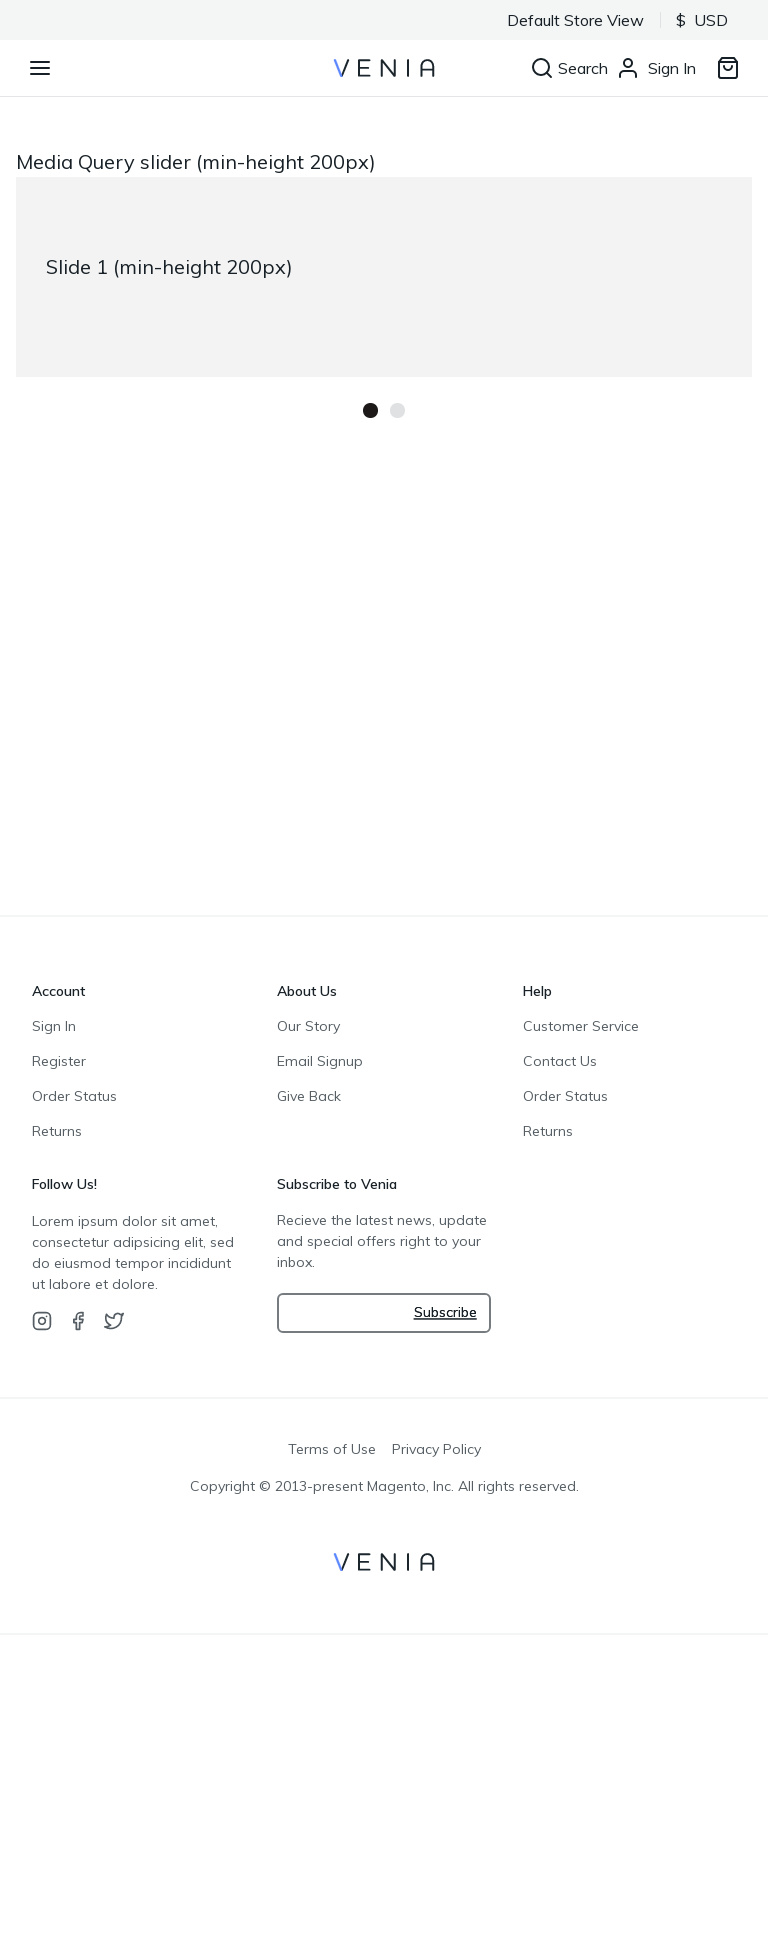 Default Store View
$ USD
VENIA
Search
Sign In
Media Query slider (min-height 200px)
Slide 1 (min-height 200px)
Account
Sign In
Register
Order Status
Returns
About Us
Our Story
Email Signup
Give Back
Help
Customer Service
Contact Us
Order Status
Returns
Follow Us!
Lorem ipsum dolor sit amet,
consectetur adipsicing elit, sed
do eiusmod tempor incididunt
ut labore et dolore.
Subscribe to Venia
Recieve the latest news, update
and special offers right to your
inbox.
Subscribe
Terms of Use
Privacy Policy
Copyright © 2013-present Magento, Inc. All rights reserved.
VENIA